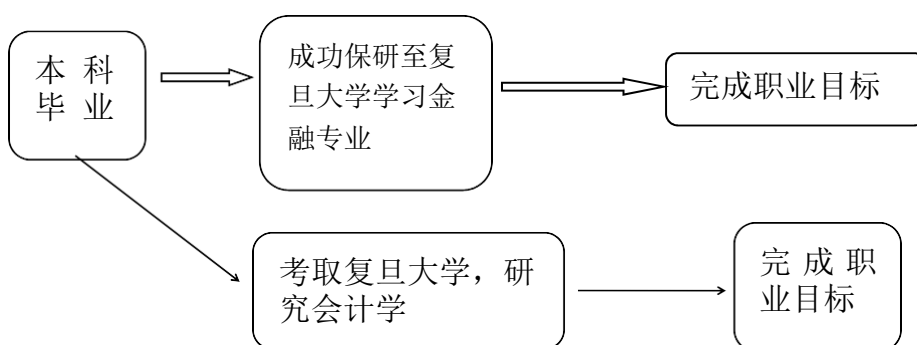 本 科
毕 业
成功保研至复
旦大学学习金
融专业
完成职业目标
考取复旦大学，研
究会计学
完 成 职
业目标